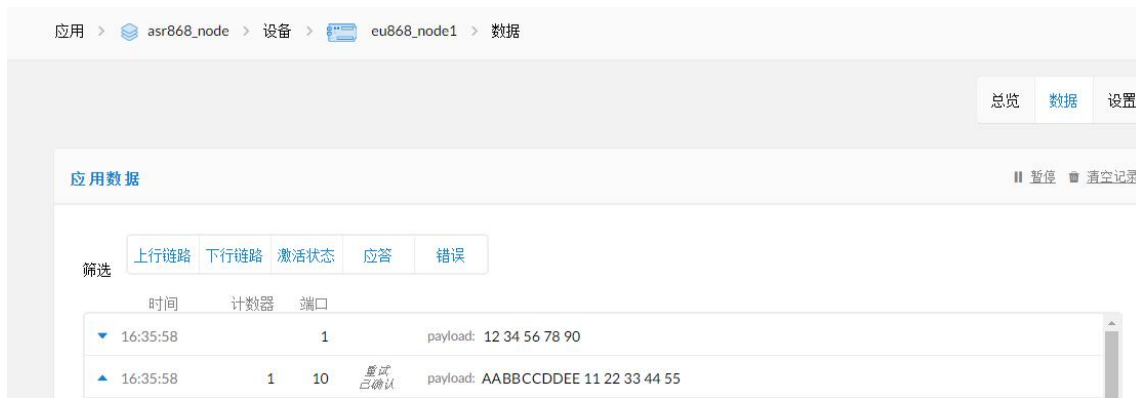 应用 > asr868_node > 设备 > eu868_node1 > 数据
总览 数据 设置
应用数据
暂停 清空记录
筛选 上行链路 下行链路 激活状态 应答 错误
时间 计数器 端口
16:35:58 1 payload: 12 34 56 78 90
16:35:58 1 10 重试 已确认 payload: AABBCCDDEE 11 22 33 44 55